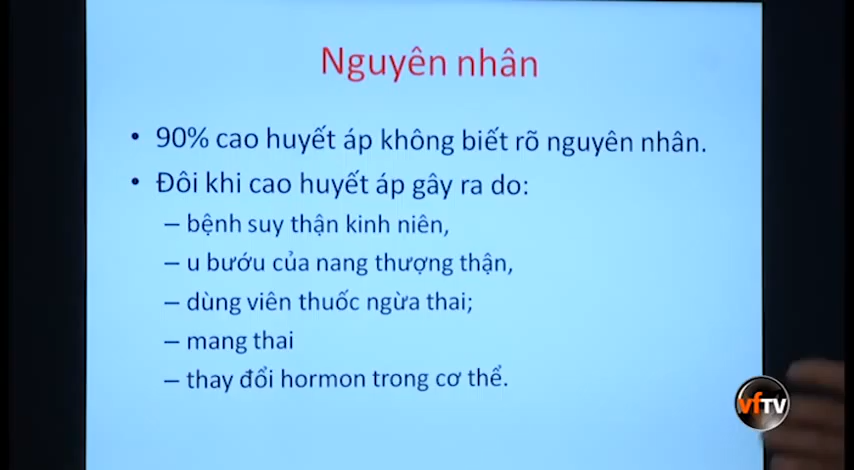 Nguyên nhân
• 90% cao huyết áp không biết rõ nguyên nhân.
• Đôi khi cao huyết áp gây ra do:
– bệnh suy thận kinh niên,
– u bướu của nang thượng thận,
– dùng viên thuốc ngừa thai;
– mang thai
– thay đổi hormon trong cơ thể.
vfTV